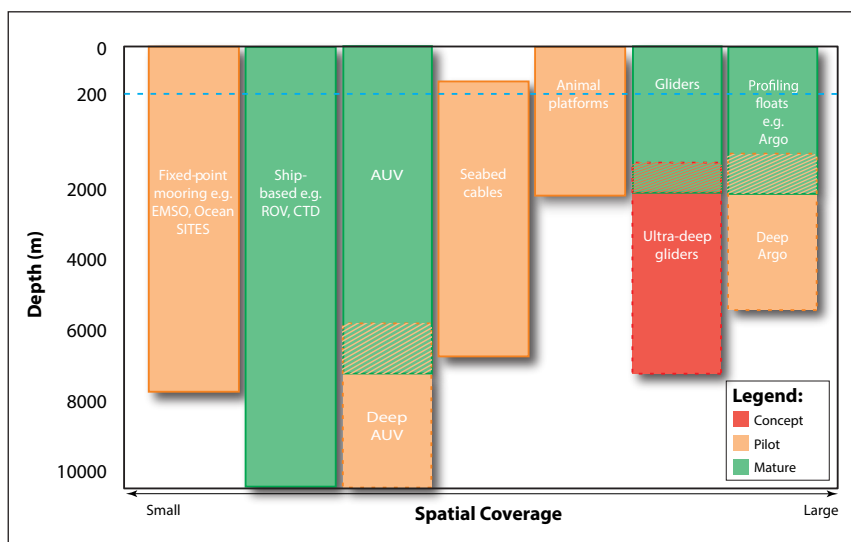 0
200
2000
4000
6000
8000
10000
Depth (m)
Fixed-point
mooring e.g.
EMSO, Ocean
SITES
Ship-
based e.g.
ROV, CTD
AUV
Deep
AUV
Seabed
cables
Animal
platforms
Gliders
Ultra-deep
gliders
Profiling
floats
e.g.
Argo
Deep
Argo
Legend:
Concept
Pilot
Mature
Small
Spatial Coverage
Large